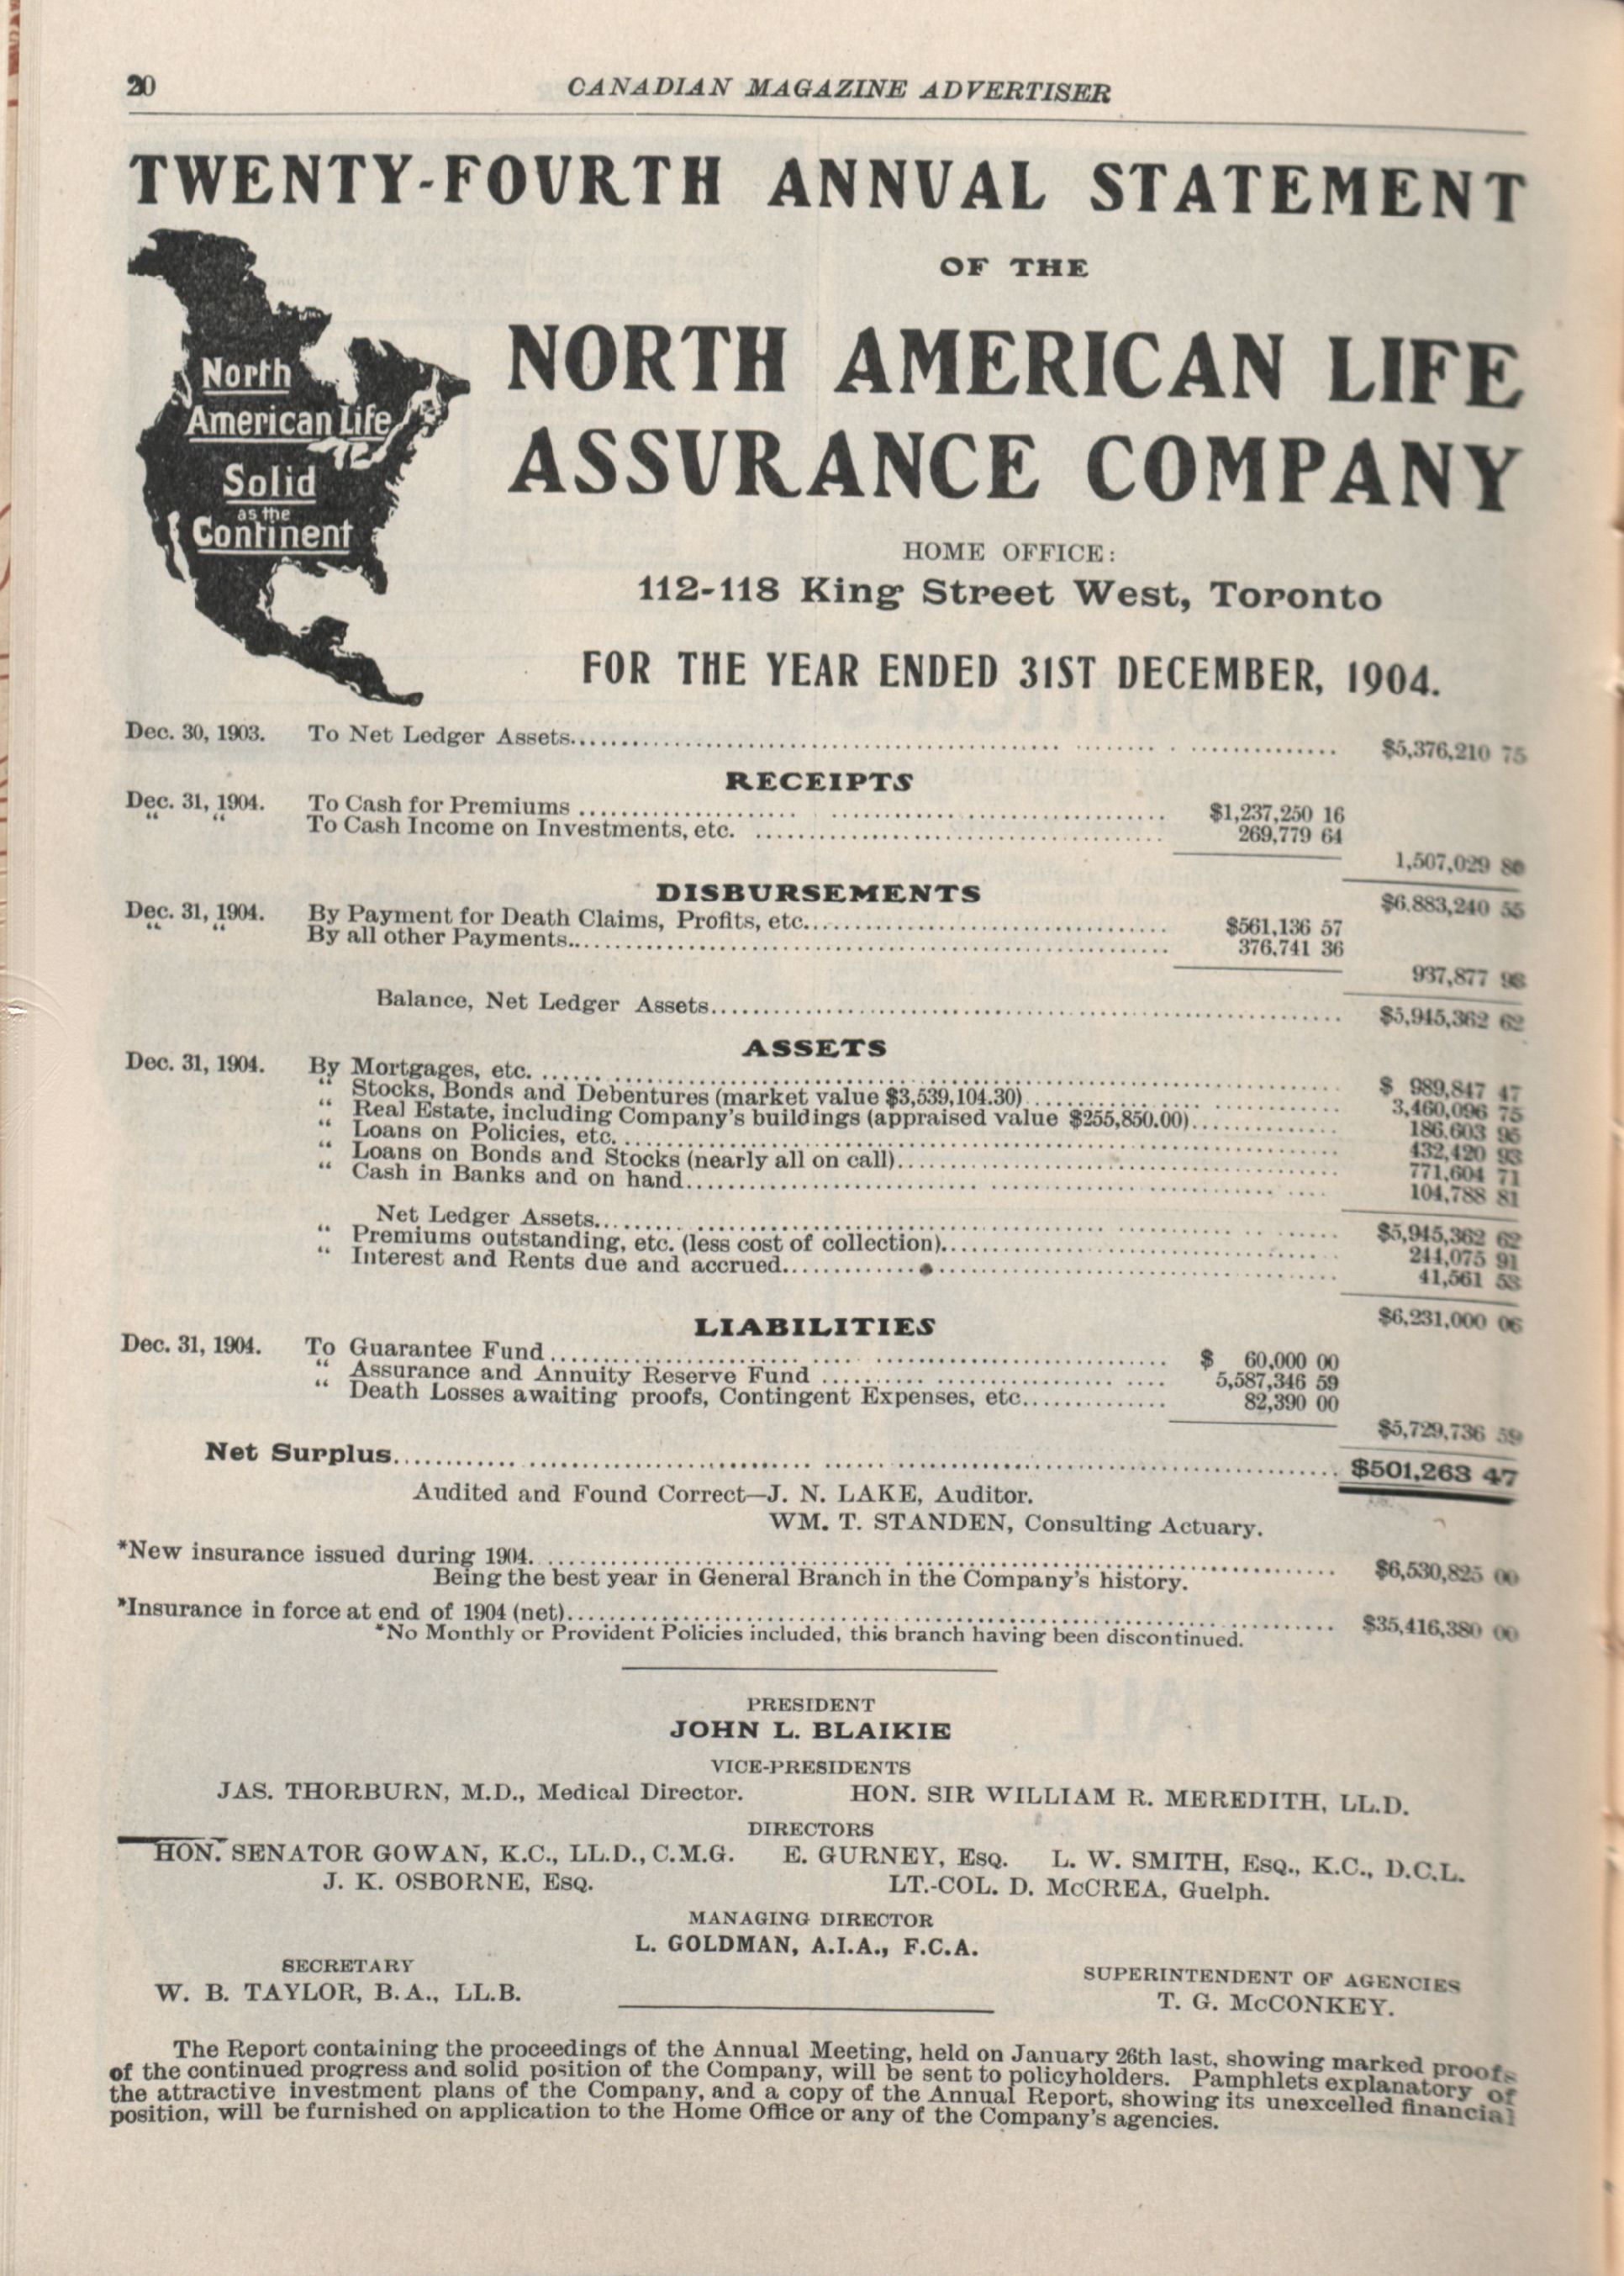 20
CANADIAN MAGAZINE ADVERTISER
TWENTY-FOURTH ANNUAL STATEMENT
OF THE
North
American Life
Solid
as the
Continent
NORTH AMERICAN LIFE
ASSURANCE COMPANY
HOME OFFICE:
112-118 King Street West, Toronto
FOR THE YEAR ENDED 31ST DECEMBER, 1904.
Dec. 30, 1903. To Net Ledger Assets. $5,376,210 75
RECEIPTS
Dec. 31, 1904. To Cash for Premiums $1,237,250 16
“ “ To Cash Income on Investments, etc. 269,779 64
1,507,029 80
$6.883,240 55
DISBURSEMENTS
Dec. 31, 1904. By Payment for Death Claims, Profits, etc. $561,136 57
“ “ By all other Payments. 376.741 36
937,877 93
Balance, Net Ledger Assets. $5,945,362 62
ASSETS
Dec. 31, 1904. By Mortgages, etc. $ 989,847 47
“ Stocks, Bonds and Debentures (market value $3,539,104.30) 3,460,096 75
“ Real Estate, including Company's buildings (appraised value $255,850.00) 186.603 95
“ Loans on Policies, etc. 432,420 93
“ Loans on Bonds and Stocks (nearly all on call) 771,604 71
“ Cash in Banks and on hand 104,788 81
Net Ledger Assets. $5,945,362 62
“ Premiums outstanding, etc. (less cost of collection) 244,075 91
“ Interest and Rents due and accrued. 41,561 53
$6,231,000 06
LIABILITIES
Dec. 31, 1904. To Guarantee Fund $ 60,000 00
“ Assurance and Annuity Reserve Fund 5,587,346 59
“ Death Losses awaiting proofs, Contingent Expenses, etc. 82,390 00
$5,729,736 59
Net Surplus. $501,263 47
Audited and Found Correct—J. N. LAKE, Auditor.
WM. T. STANDEN, Consulting Actuary.
*New insurance issued during 1904. $6,530,825 00
Being the best year in General Branch in the Company's history.
*Insurance in force at end of 1904 (net) $35,416,380 00
*No Monthly or Provident Policies included, this branch having been discontinued.
PRESIDENT
JOHN L. BLAIKIE
VICE-PRESIDENTS
JAS. THORBURN, M.D., Medical Director. HON. SIR WILLIAM R. MEREDITH, LL.D.
DIRECTORS
HON. SENATOR GOWAN, K.C., LL.D., C.M.G. E. GURNEY, ESQ. L. W. SMITH, ESQ., K.C., D.C.L.
J. K. OSBORNE, ESQ. LT.-COL. D. McCREA, Guelph.
MANAGING DIRECTOR
L. GOLDMAN, A.I.A., F.C.A.
SECRETARY SUPERINTENDENT OF AGENCIES
W. B. TAYLOR, B.A., LL.B. T. G. McCONKEY.
The Report containing the proceedings of the Annual Meeting, held on January 26th last, showing marked proofs
of the continued progress and solid position of the Company, will be sent to policyholders. Pamphlets explanatory of
the attractive investment plans of the Company, and a copy of the Annual Report, showing its unexcelled financial
position, will be furnished on application to the Home Office or any of the Company's agencies.